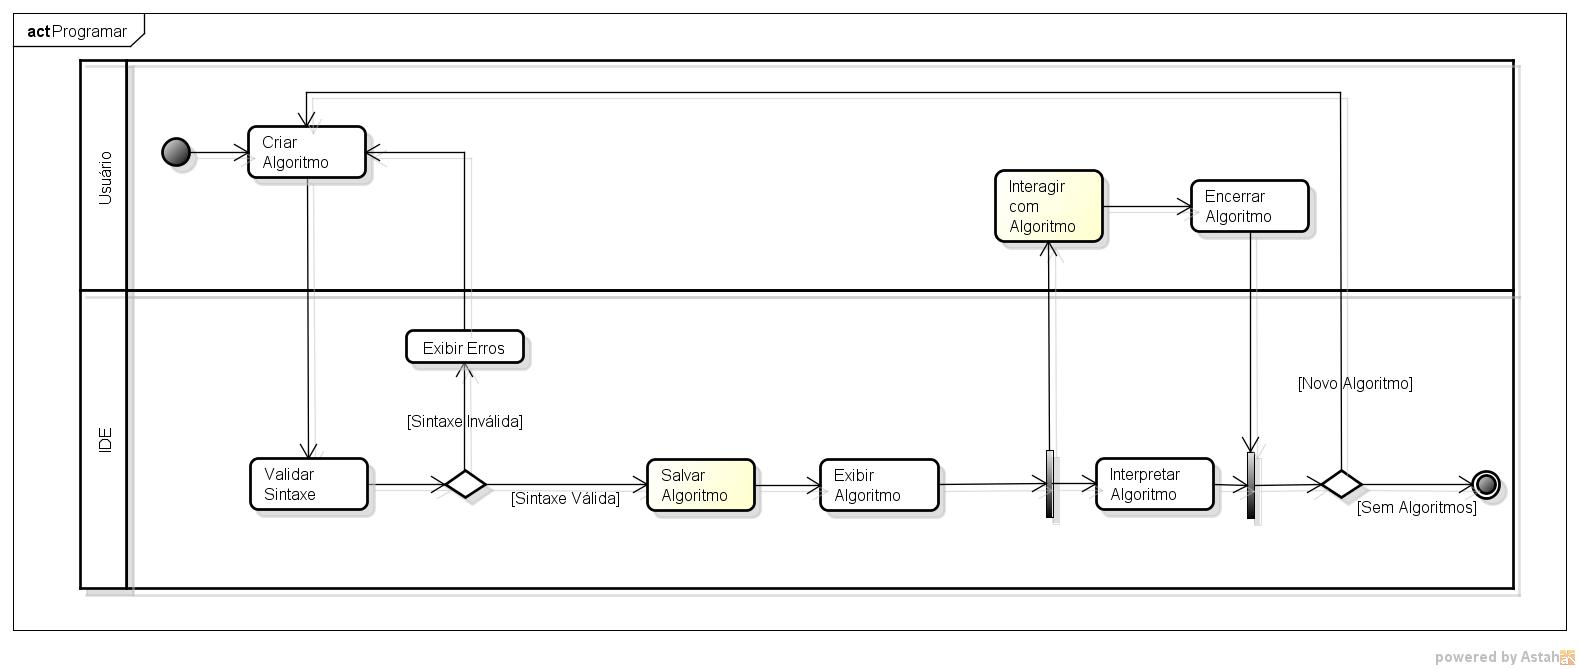 act Programar
Usuário
Criar
Algoritmo
Interagir
com
Algoritmo
Encerrar
Algoritmo
IDE
Exibir Erros
[Novo Algoritmo]
[Sintaxe Inválida]
Validar
Sintaxe
[Sintaxe Válida]
Salvar
Algoritmo
Exibir
Algoritmo
Interpretar
Algoritmo
[Sem Algoritmos]
powered by Astah